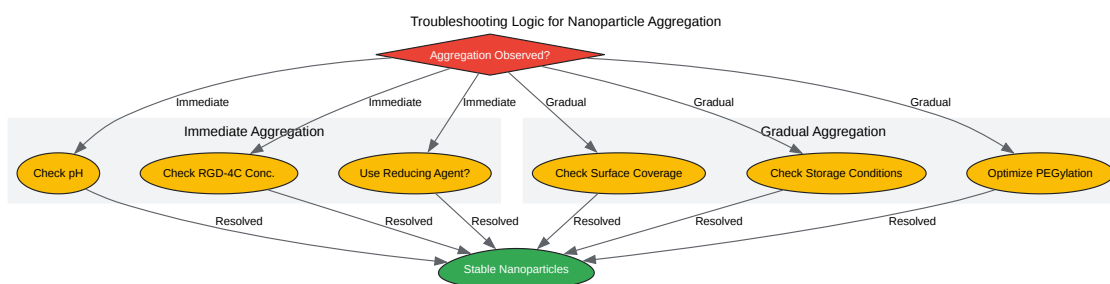 Troubleshooting Logic for Nanoparticle Aggregation
Aggregation Observed?
Immediate
Immediate
Immediate
Gradual
Gradual
Gradual
Immediate Aggregation
Gradual Aggregation
Check pH
Check RGD-4C Conc.
Use Reducing Agent?
Check Surface Coverage
Check Storage Conditions
Optimize PEGylation
Resolved
Resolved
Resolved
Resolved
Resolved
Resolved
Stable Nanoparticles